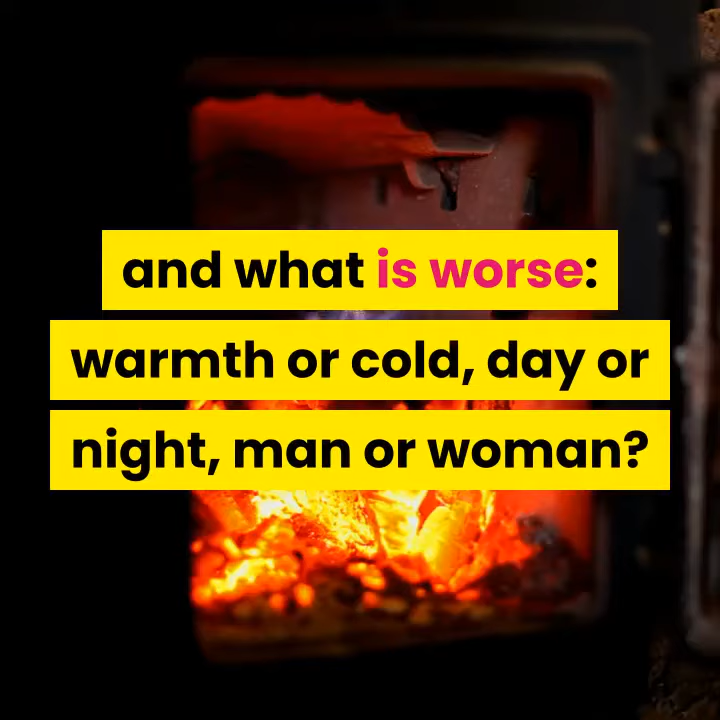 and what is worse:
warmth or cold, day or
night, man or woman?